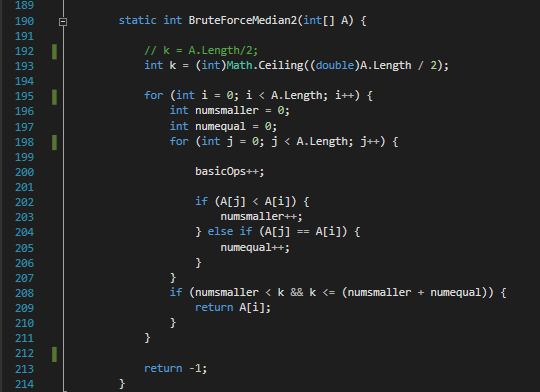 189
190 static int BruteForceMedian2(int[] A) {
191
192 // k = A.Length/2;
193 int k = (int)Math.Ceiling((double)A.Length / 2);
194
195 for (int i = 0; i < A.Length; i++) {
196 int numsmaller = 0;
197 int numequal = 0;
198 for (int j = 0; j < A.Length; j++) {
199
200 basicOps++;
201
202 if (A[j] < A[i]) {
203 numsmaller++;
204 } else if (A[j] == A[i]) {
205 numequal++;
206 }
207 }
208 if (numsmaller < k && k <= (numsmaller + numequal)) {
209 return A[i];
210 }
211 }
212
213 return -1;
214 }